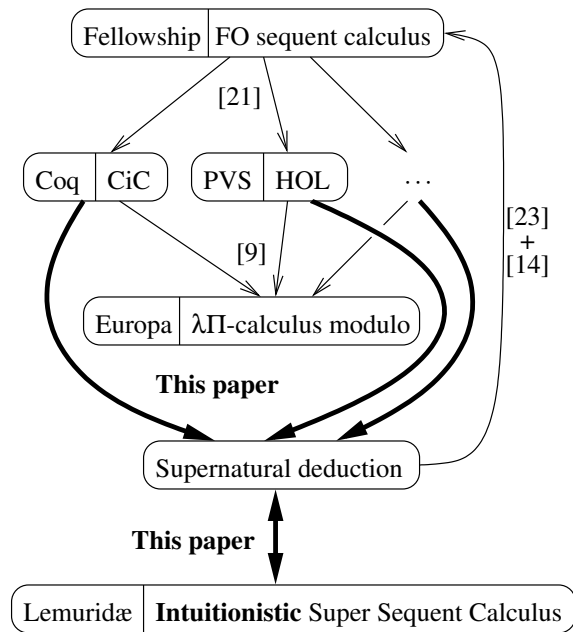 Fellowship FO sequent calculus
[21]
Coq CiC PVS HOL ...
[23]
+
[14]
[9]
Europa λΠ-calculus modulo
This paper
Supernatural deduction
This paper
Lemuridæ Intuitionistic Super Sequent Calculus